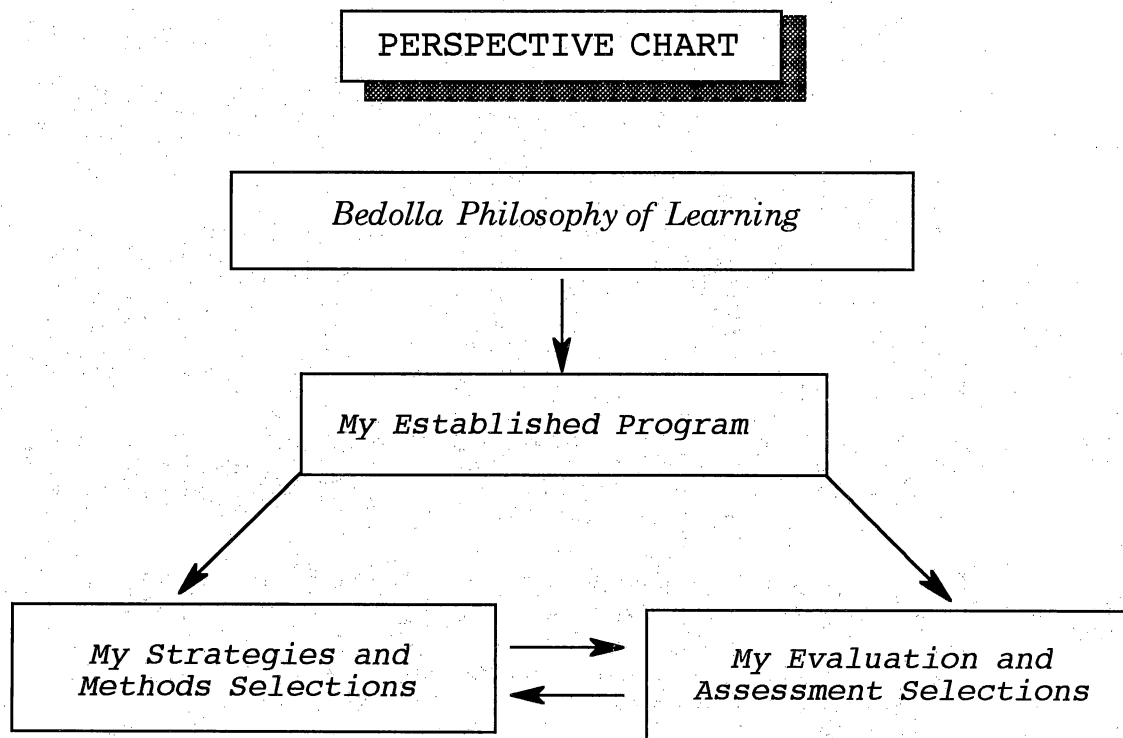 PERSPECTIVE CHART
Bedolla Philosophy of Learning
My Established Program
My Strategies and
Methods Selections
My Evaluation and
Assessment Selections